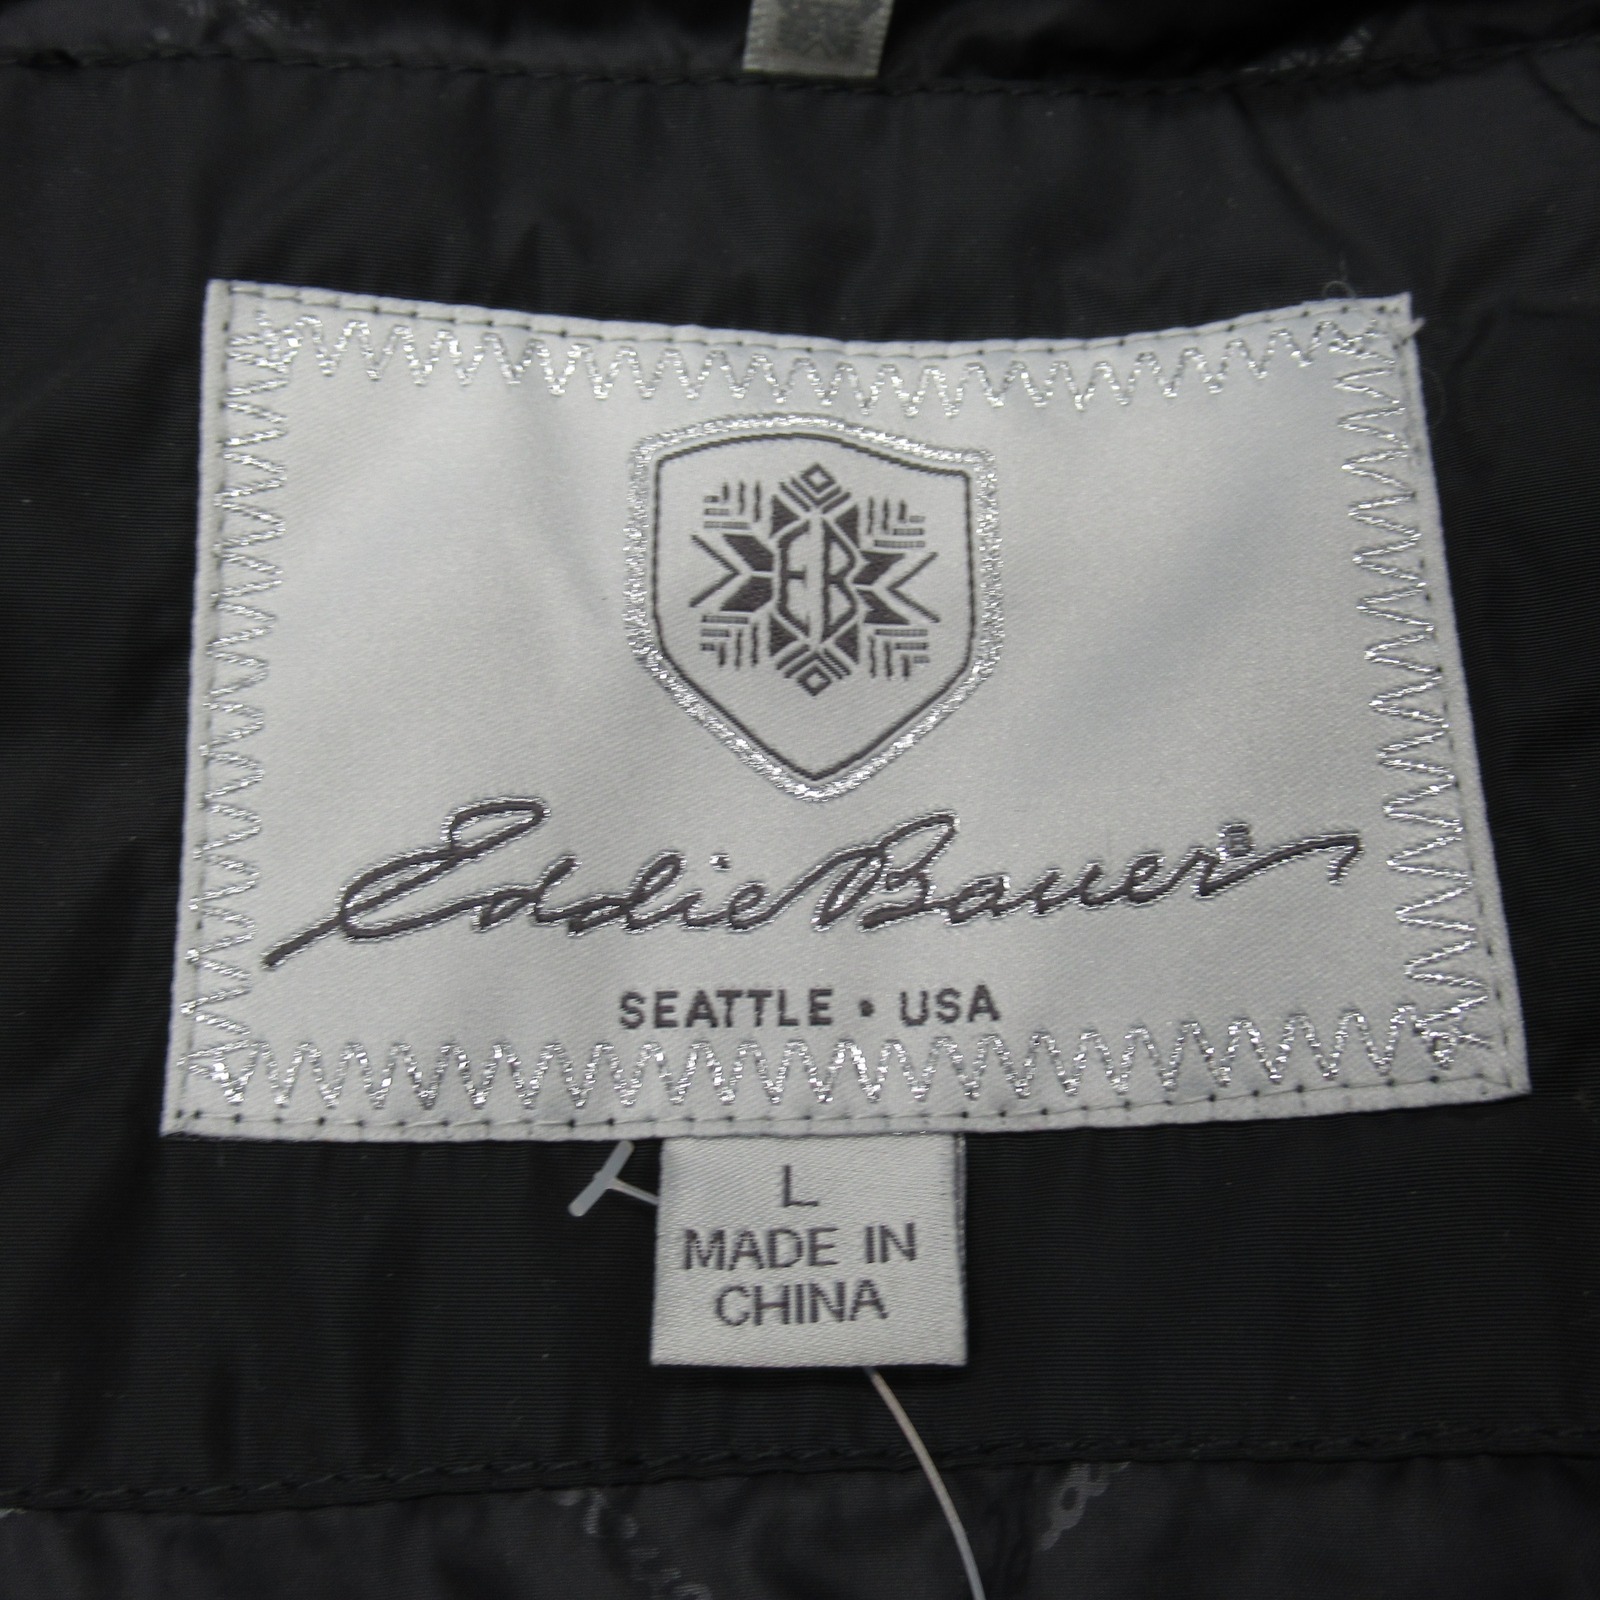 EB
Eddie Bauer®
SEATTLE • USA
L
MADE IN
CHINA